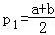 p₁ = a+b/2